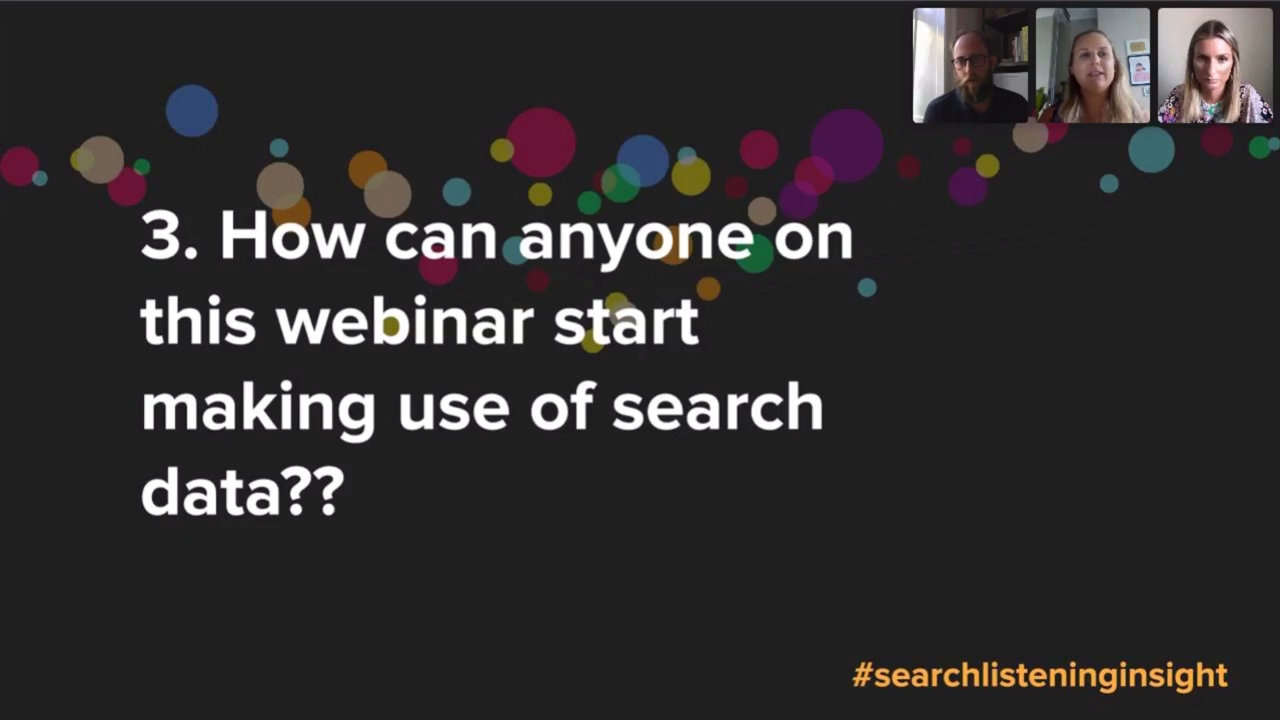 3. How can anyone on
this webinar start
making use of search
data??
#searchlisteninginsight